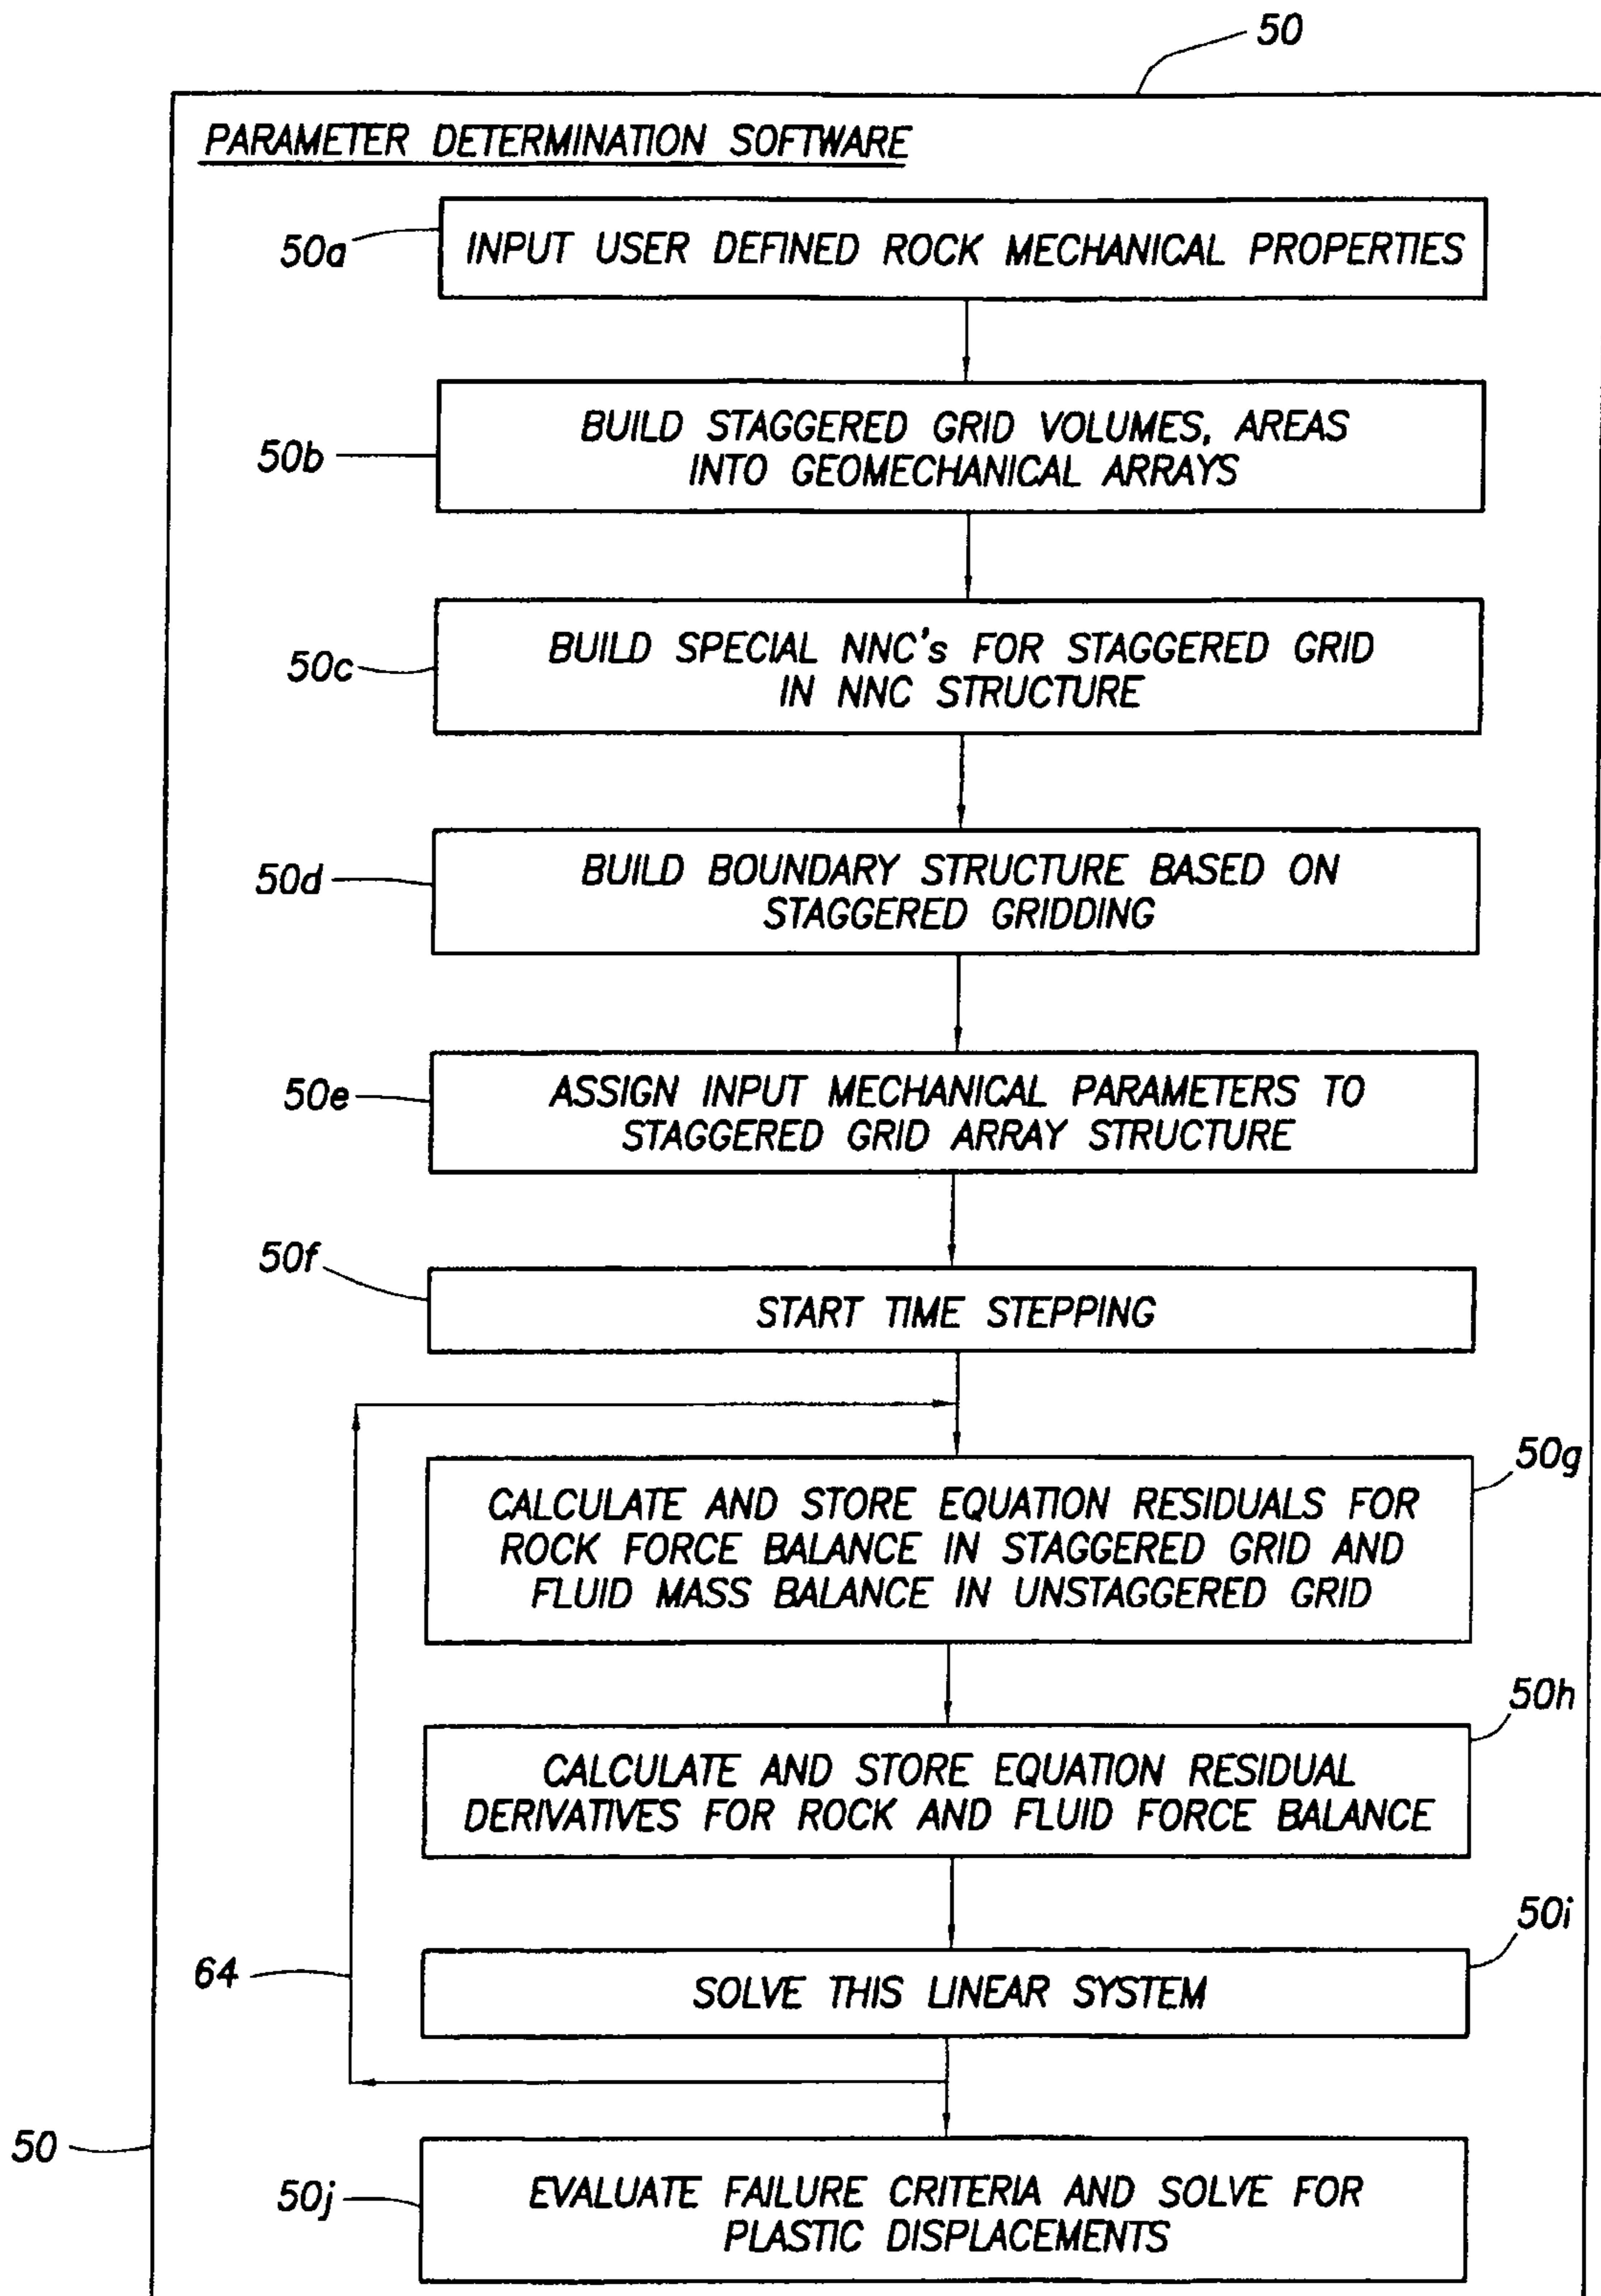 50
PARAMETER DETERMINATION SOFTWARE
50a
INPUT USER DEFINED ROCK MECHANICAL PROPERTIES
50b
BUILD STAGGERED GRID VOLUMES, AREAS
INTO GEOMECHANICAL ARRAYS
50c
BUILD SPECIAL NNC's FOR STAGGERED GRID
IN NNC STRUCTURE
50d
BUILD BOUNDARY STRUCTURE BASED ON
STAGGERED GRIDDING
50e
ASSIGN INPUT MECHANICAL PARAMETERS TO
STAGGERED GRID ARRAY STRUCTURE
50f
START TIME STEPPING
50g
CALCULATE AND STORE EQUATION RESIDUALS FOR
ROCK FORCE BALANCE IN STAGGERED GRID AND
FLUID MASS BALANCE IN UNSTAGGERED GRID
50h
CALCULATE AND STORE EQUATION RESIDUAL
DERIVATIVES FOR ROCK AND FLUID FORCE BALANCE
50i
64
SOLVE THIS LINEAR SYSTEM
50
50j
EVALUATE FAILURE CRITERIA AND SOLVE FOR
PLASTIC DISPLACEMENTS